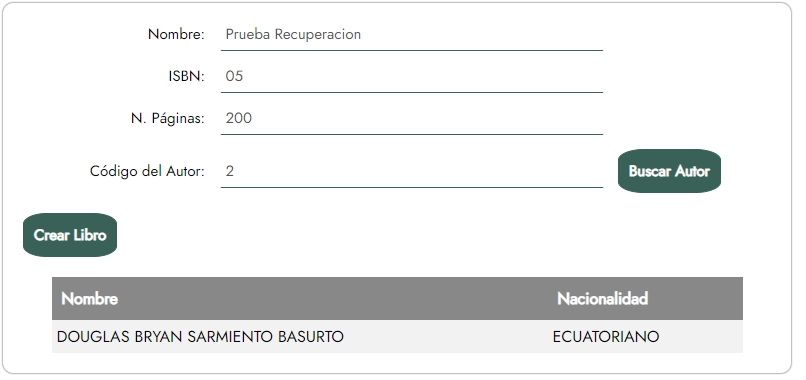 Nombre: Prueba Recuperacion
ISBN: 05
N. Páginas: 200
Código del Autor: 2 Buscar Autor
Crear Libro
Nombre Nacionalidad
DOUGLAS BRYAN SARMIENTO BASURTO ECUATORIANO